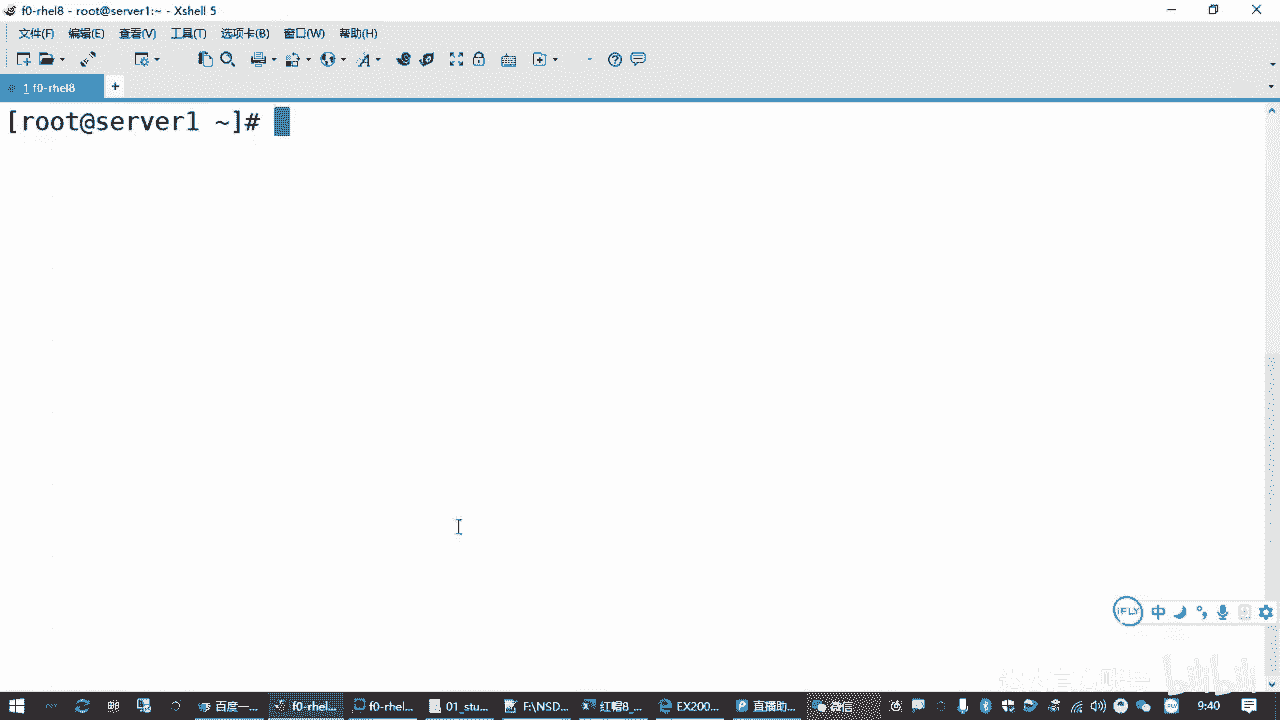 f0-rhel8 - root@server1:~ - Xshell 5
文件(F) 编辑(E) 查看(V) 工具(T) 选项卡(B) 窗口(W) 帮助(H)
1 f0-rhel8
[root@server1 ~]#
iFLY 中
百度一... f0-rhel... f0-rhel... 01_stu... F:\NSD... 红帽8_... EX200... 直播助... 微信 9:40